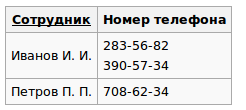 Сотрудник Номер телефона
283-56-82
Иванов И. И.
390-57-34
Петров П. П. 708-62-34